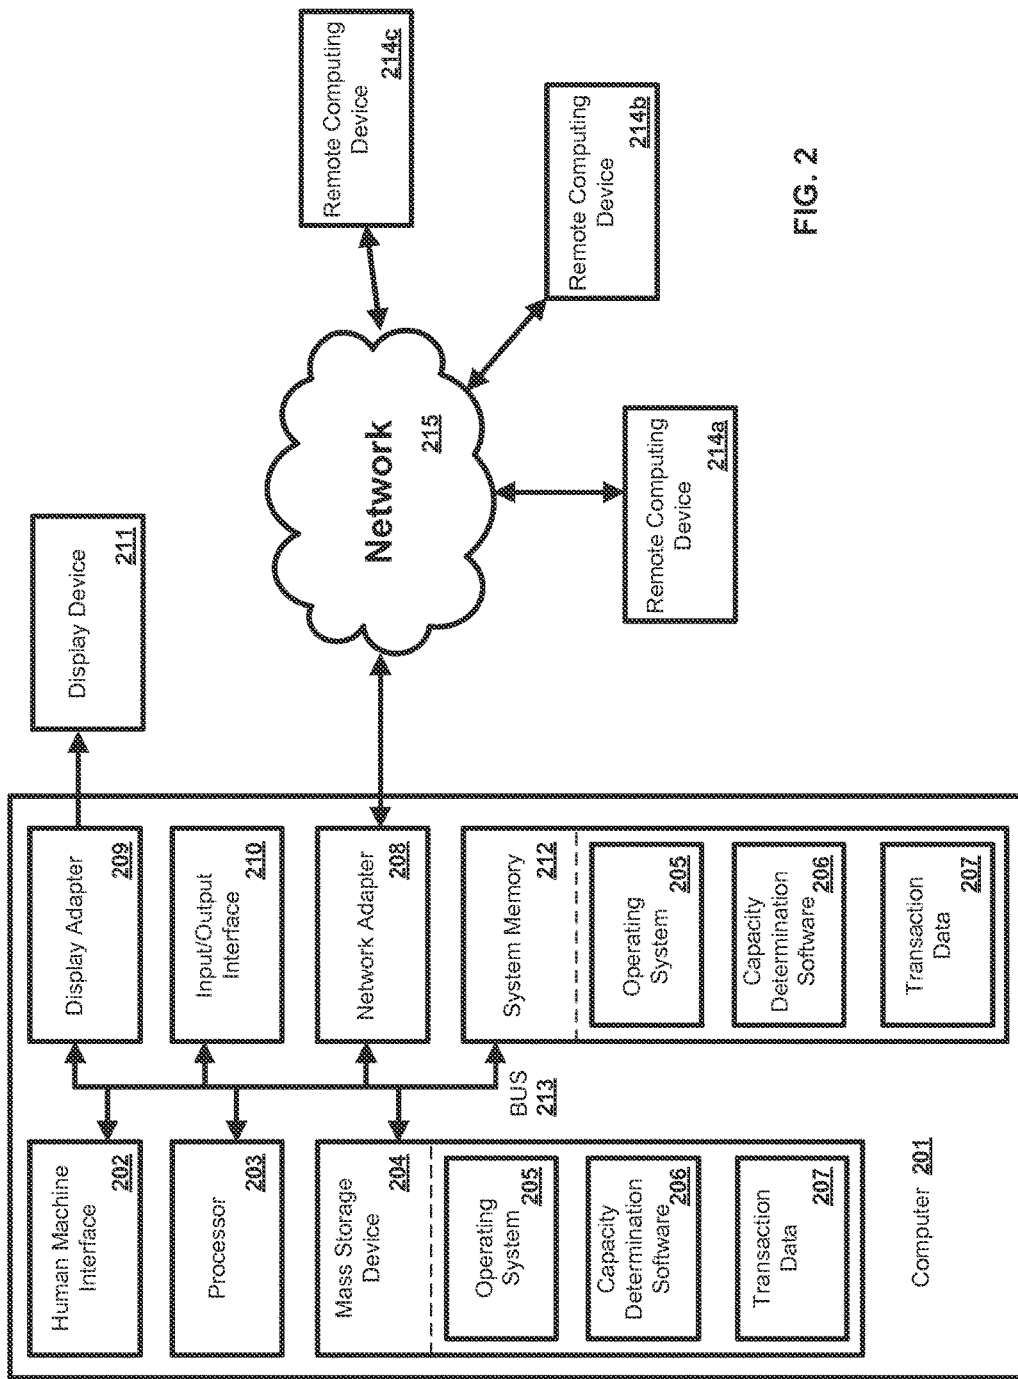 Human Machine
Interface
202
Processor
203
Mass Storage
Device
204
Operating
System
205
Capacity
Determination
Software
206
Transaction
Data
207
Computer 201
BUS
213
Display Adapter
209
Input/Output
Interface
210
Network Adapter
208
System Memory
212
Operating
System
205
Capacity
Determination
Software
206
Transaction
Data
207
Display Device
211
Network
215
Remote Computing
Device
214a
Remote Computing
Device
214b
Remote Computing
Device
214c
FIG. 2